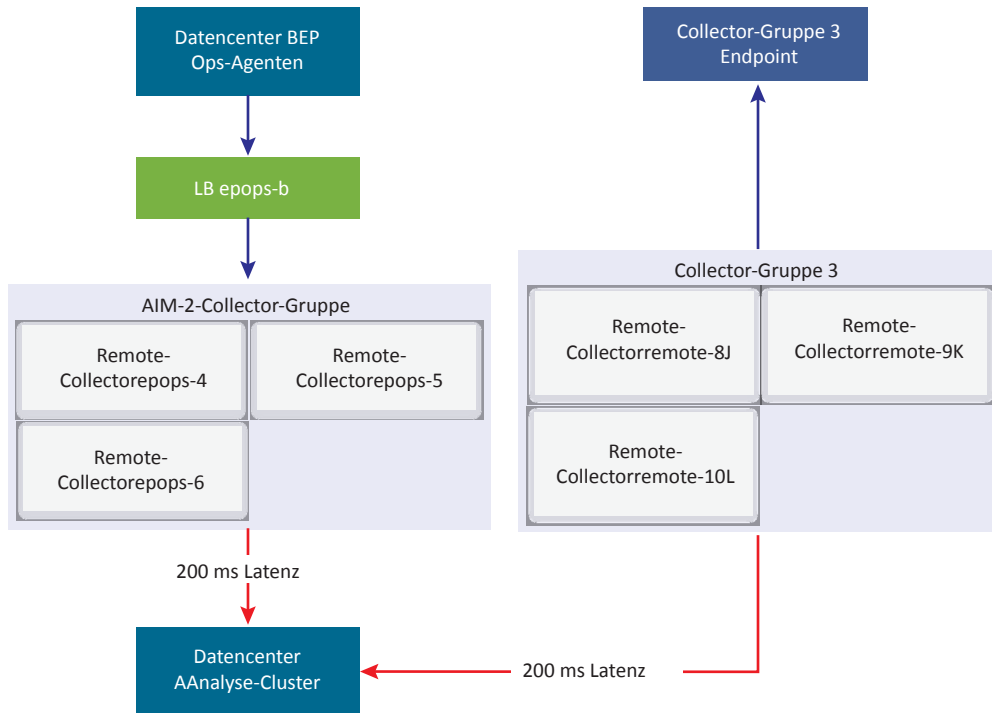 Datencenter BEP
Ops-Agenten
Collector-Gruppe 3
Endpoint
LB epops-b
AIM-2-Collector-Gruppe
Remote-
Collectorepops-4
Remote-
Collectorepops-5
Remote-
Collectorepops-6
Collector-Gruppe 3
Remote-
Collectorremote-8J
Remote-
Collectorremote-9K
Remote-
Collectorremote-10L
200 ms Latenz
Datencenter
AAnalyse-Cluster
200 ms Latenz